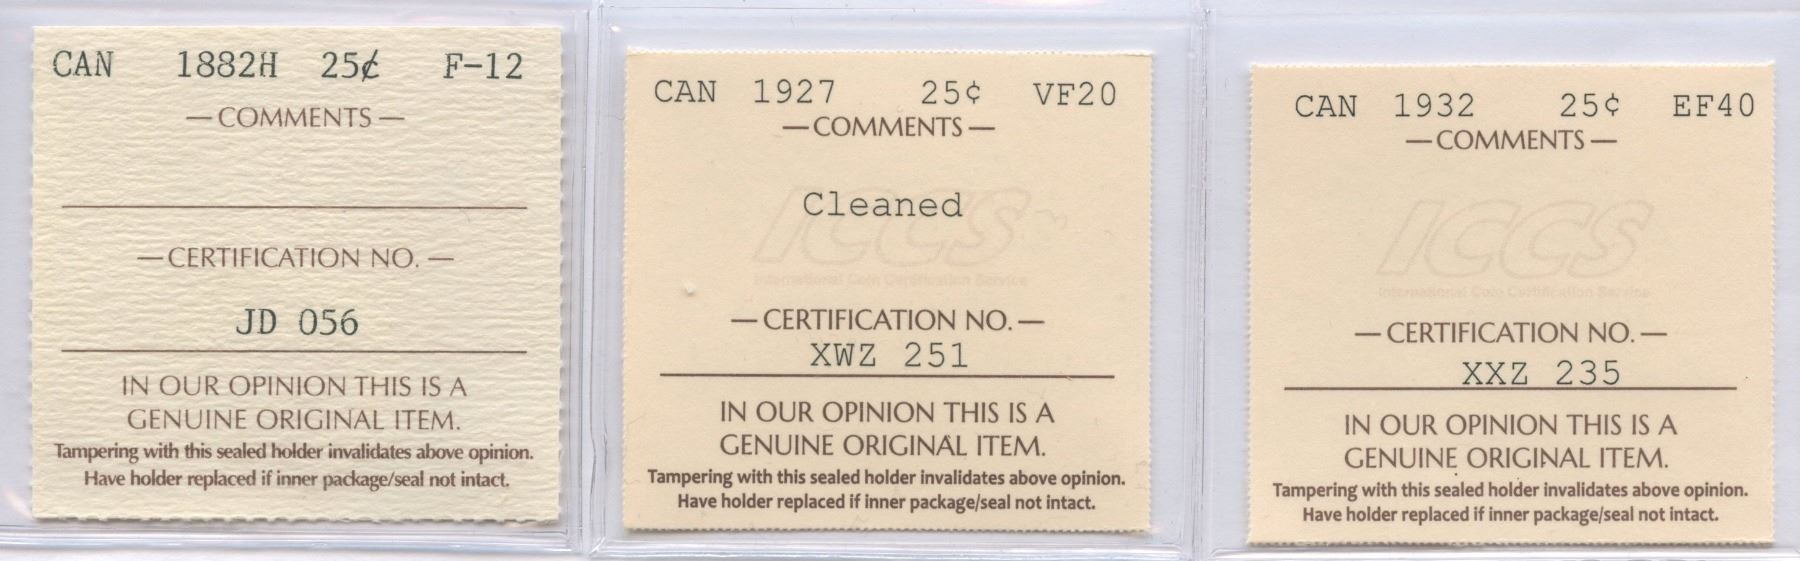 CAN 1882H 25¢ F-12
— COMMENTS —
— CERTIFICATION NO. —
JD 056
IN OUR OPINION THIS IS A
GENUINE ORIGINAL ITEM.
Tampering with this sealed holder invalidates above opinion.
Have holder replaced if inner package/seal not intact.
CAN 1927 25¢ VF20
— COMMENTS —
Cleaned
ICCS
International Coin Certification Service
— CERTIFICATION NO. —
XWZ 251
IN OUR OPINION THIS IS A
GENUINE ORIGINAL ITEM.
Tampering with this sealed holder invalidates above opinion.
Have holder replaced if inner package/seal not intact.
CAN 1932 25¢ EF40
— COMMENTS —
ICCS
International Coin Certification Service
— CERTIFICATION NO. —
XXZ 235
IN OUR OPINION THIS IS A
GENUINE ORIGINAL ITEM.
Tampering with this sealed holder invalidates above opinion.
Have holder replaced if inner package/seal not intact.